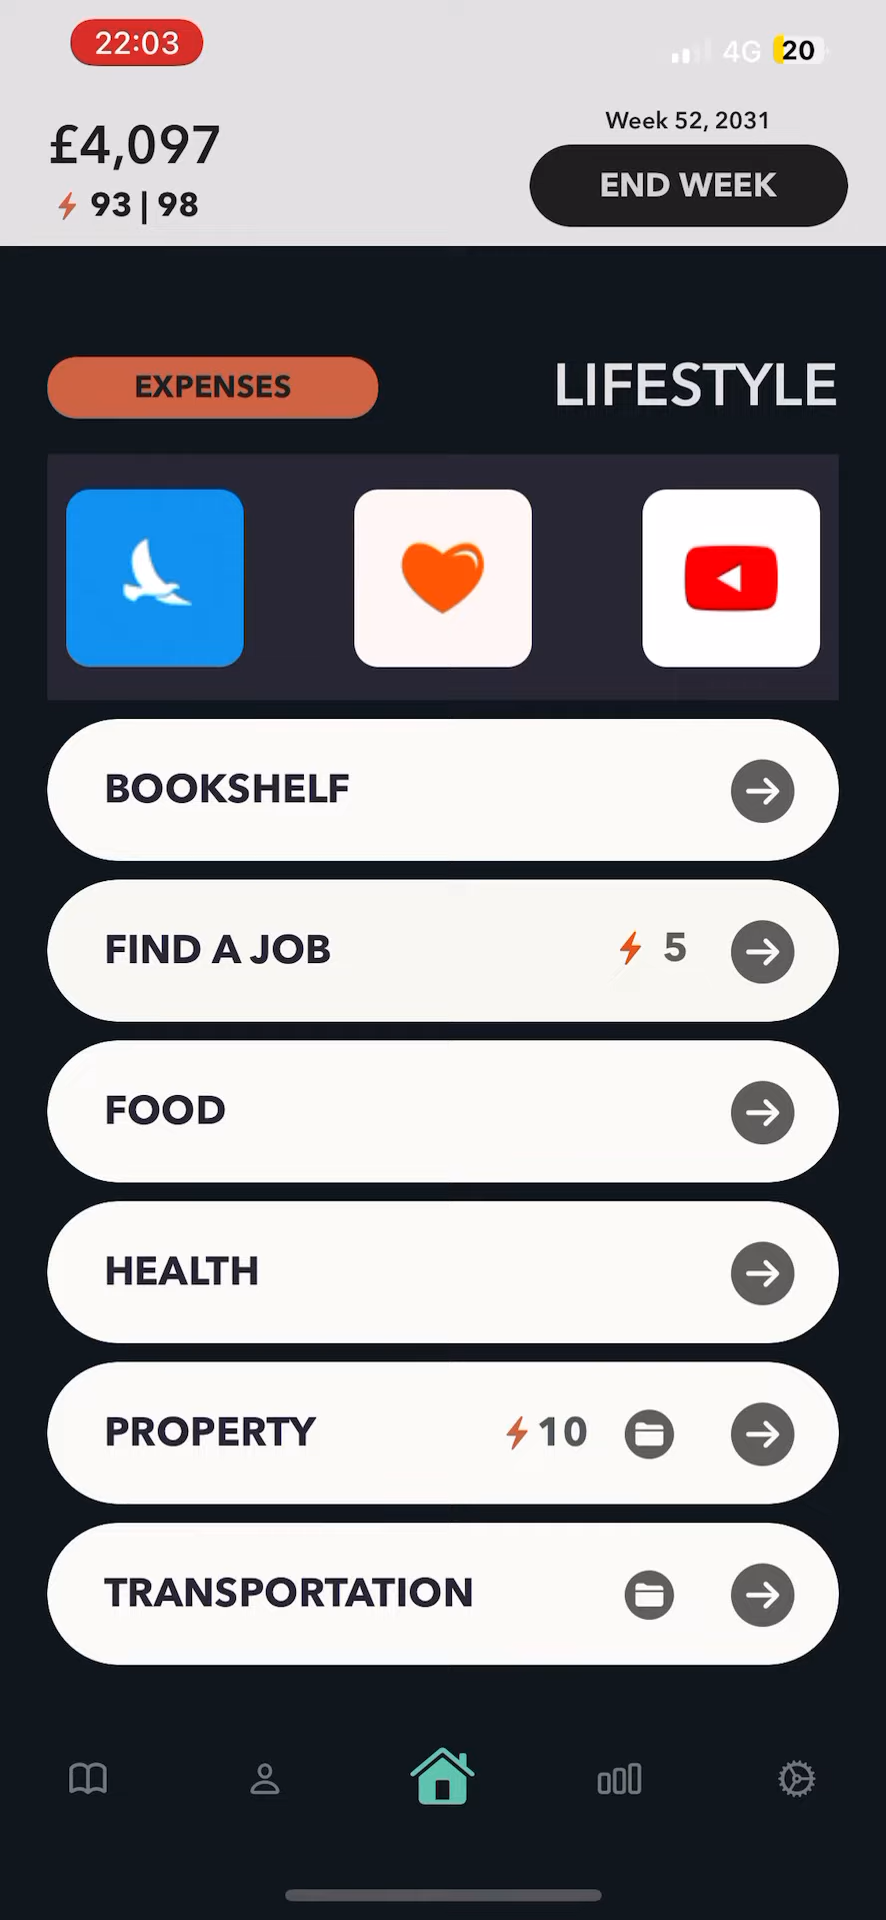 22:03
4G 20
£4,097
93 | 98
Week 52, 2031
END WEEK
EXPENSES
LIFESTYLE
BOOKSHELF
FIND A JOB 5
FOOD
HEALTH
PROPERTY 10
TRANSPORTATION